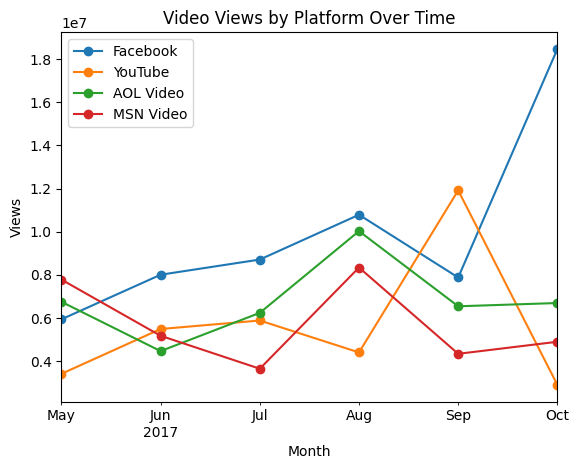 Video Views by Platform Over Time
1e7
Facebook
YouTube
AOL Video
MSN Video
1.8
1.6
1.4
1.2
1.0
0.8
0.6
0.4
Views
May Jun Jul Aug Sep Oct
2017
Month